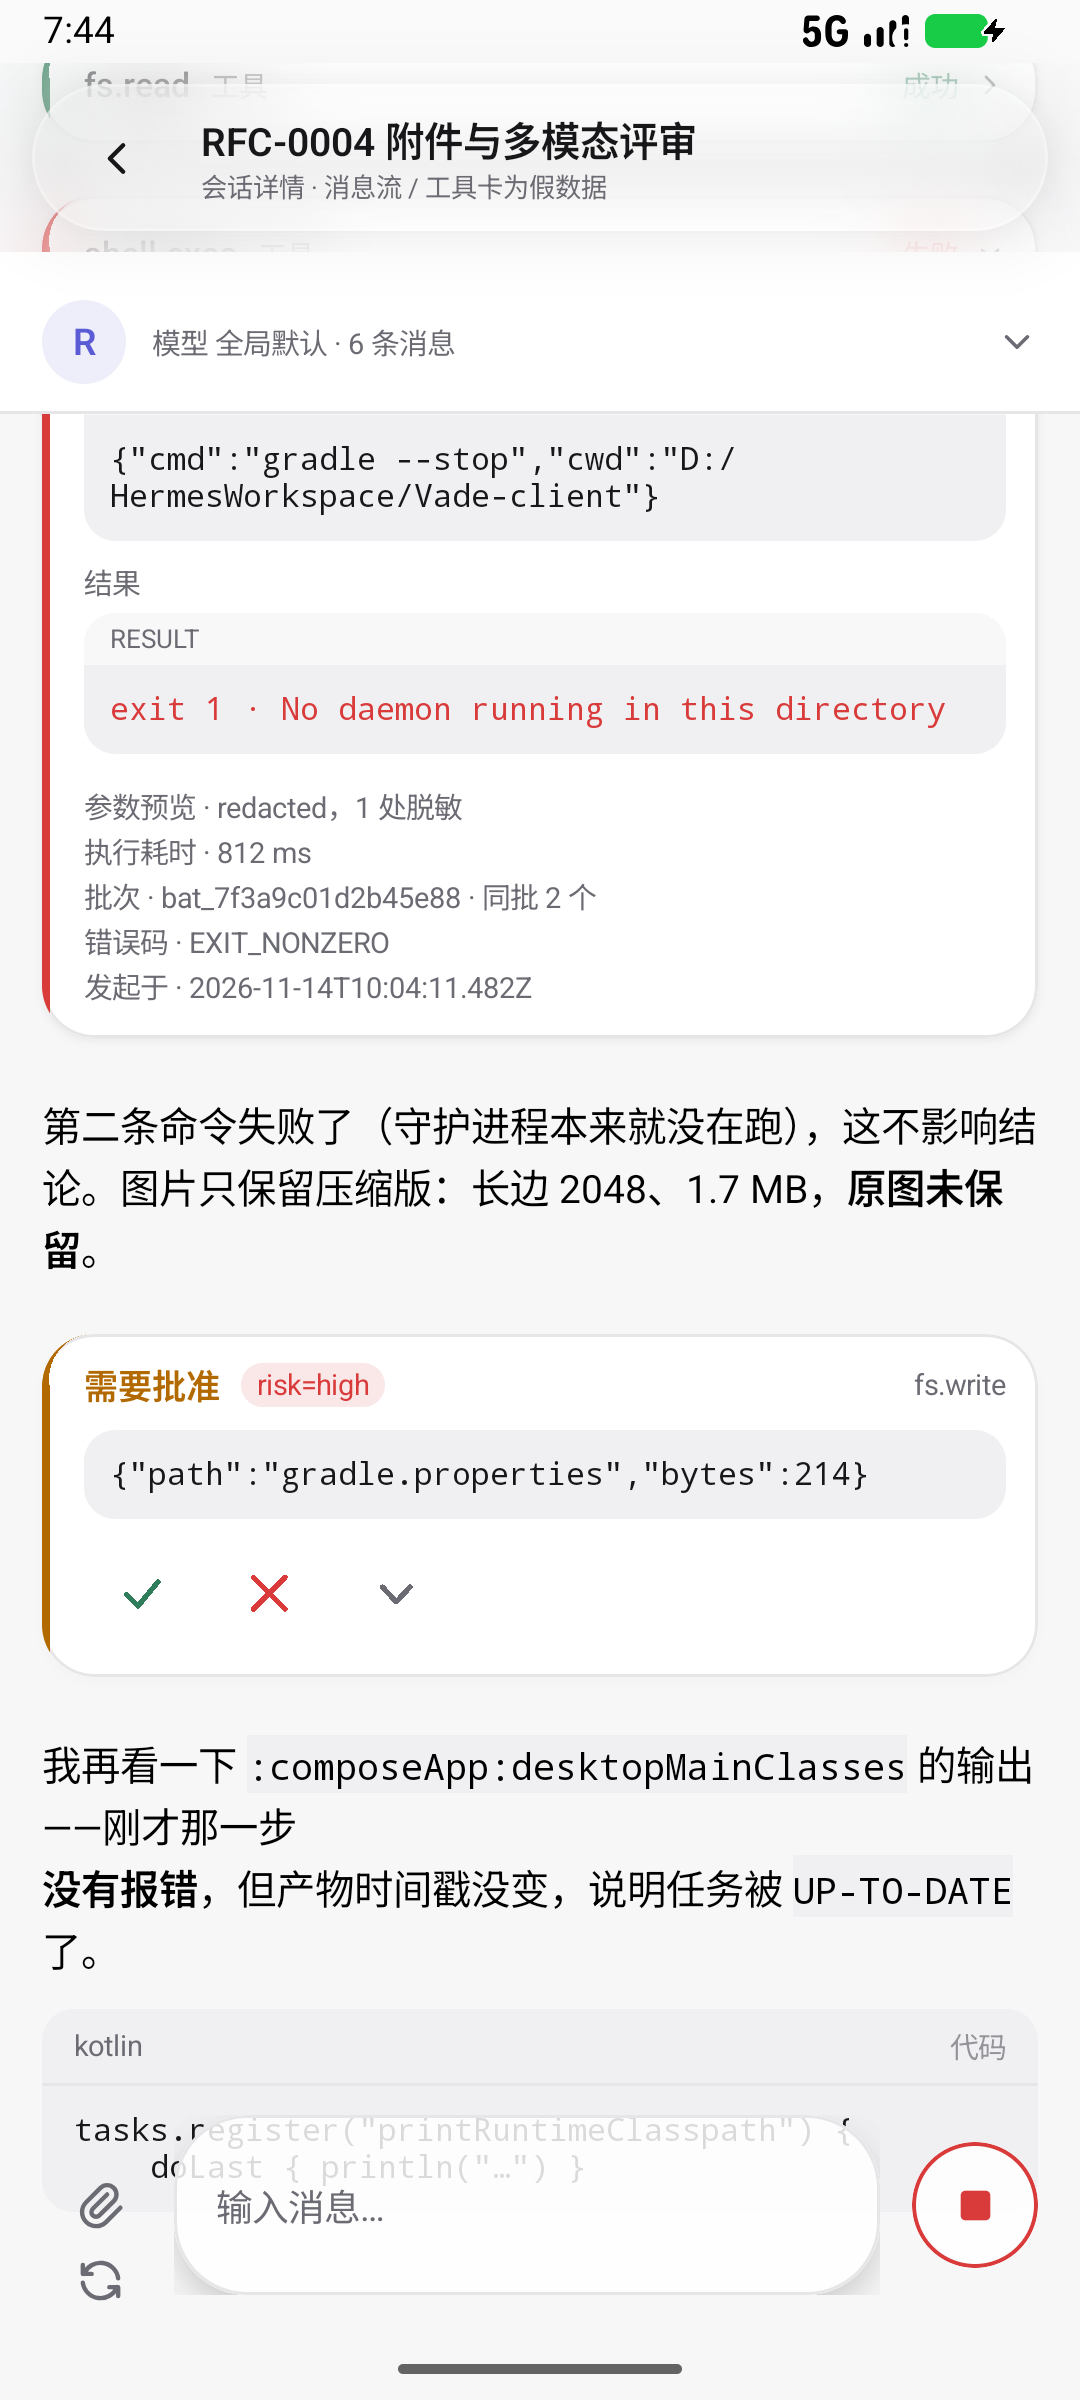 7:44
5G
fs.read 工具 成功
RFC-0004 附件与多模态评审
会话详情 · 消息流 / 工具卡为假数据
shell.exec 工具 失败
R
模型 全局默认 · 6 条消息
{"cmd":"gradle --stop","cwd":"D:/
HermesWorkspace/Vade-client"}
结果
RESULT
exit 1 · No daemon running in this directory
参数预览 · redacted，1 处脱敏
执行耗时 · 812 ms
批次 · bat_7f3a9c01d2b45e88 · 同批 2 个
错误码 · EXIT_NONZERO
发起于 · 2026-11-14T10:04:11.482Z
第二条命令失败了（守护进程本来就没在跑），这不影响结
论。图片只保留压缩版：长边 2048、1.7 MB，原图未保
留。
需要批准 risk=high fs.write
{"path":"gradle.properties","bytes":214}
我再看一下 :composeApp:desktopMainClasses 的输出
——刚才那一步
没有报错，但产物时间戳没变，说明任务被 UP-TO-DATE
了。
kotlin 代码
tasks.register("printRuntimeClasspath") {
    doLast { println("…") }
输入消息…